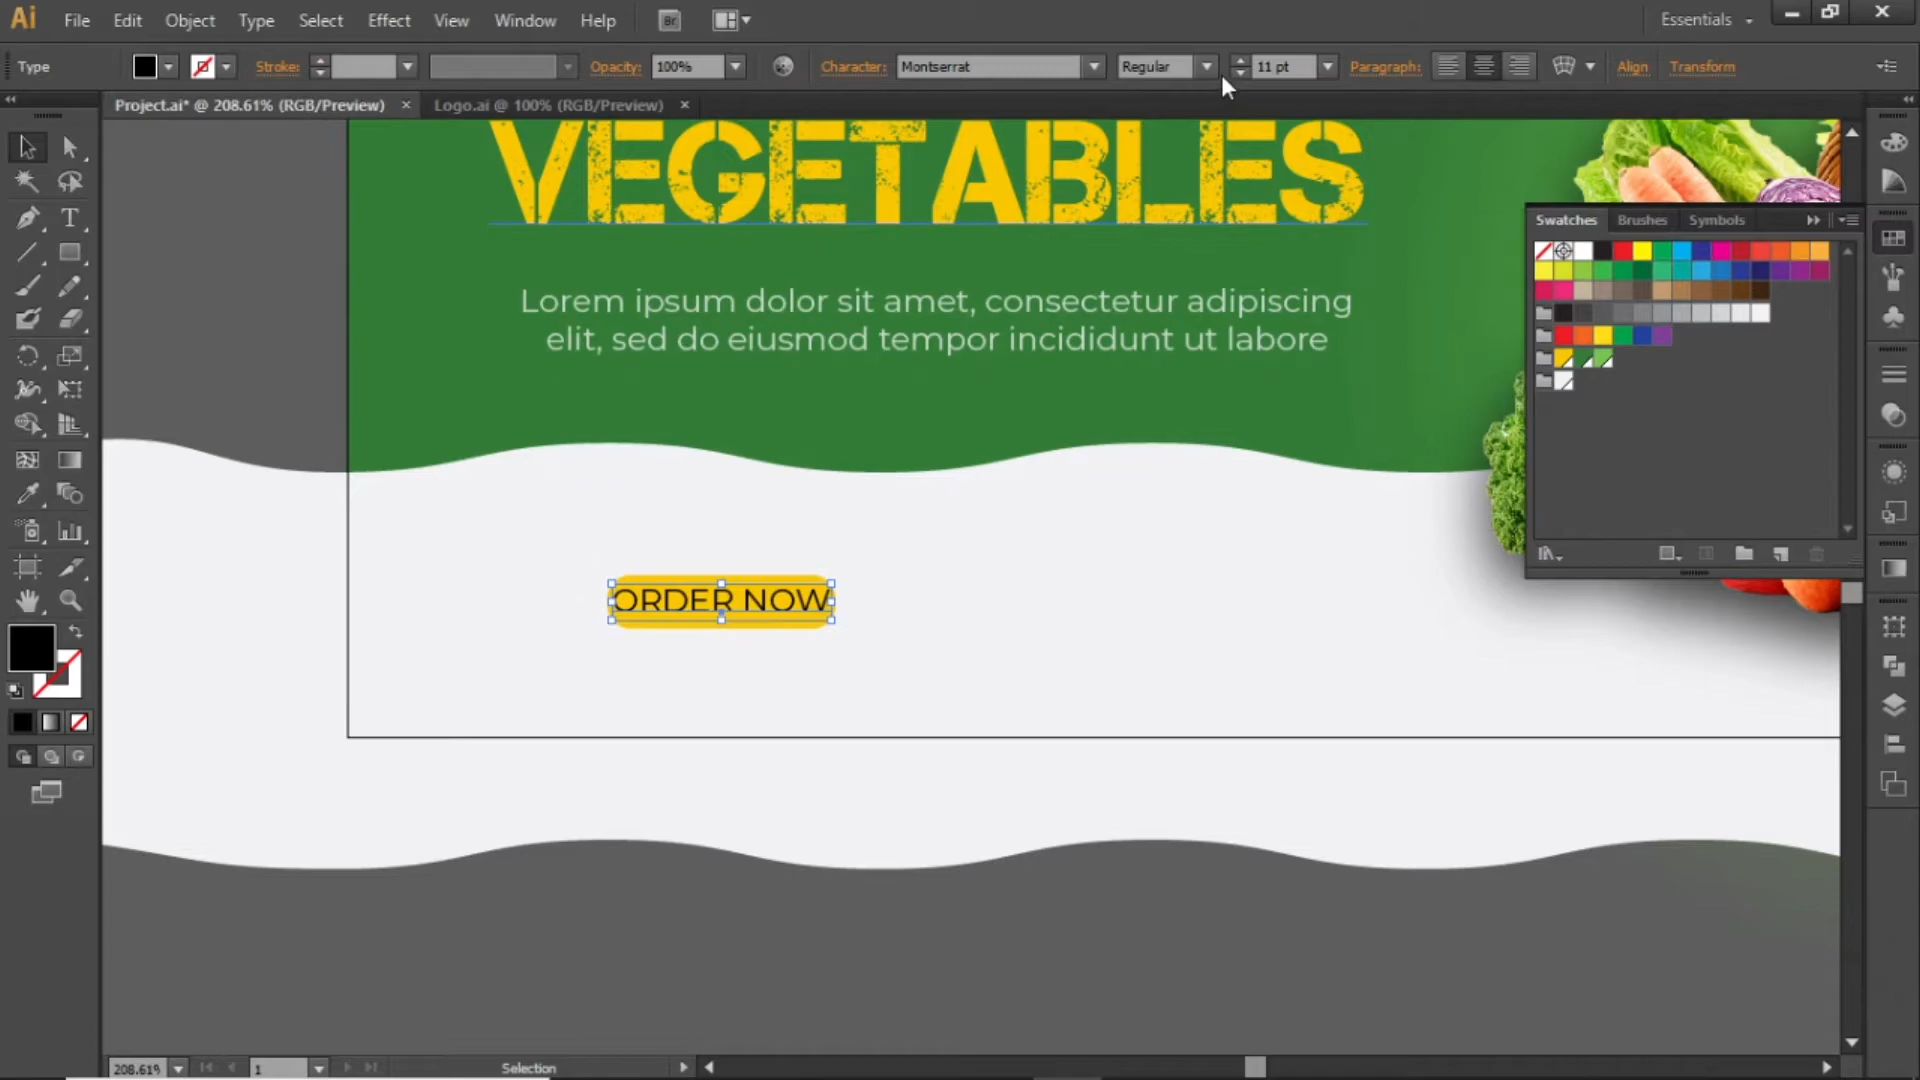 Ai File Edit Object Type Select Effect View Window Help Br Essentials
Type Stroke: Opacity: 100% Character: Montserrat Regular 11 pt Paragraph: Align Transform
Project.ai* @ 208.61% (RGB/Preview) × Logo.ai @ 100% (RGB/Preview) ×
VEGETABLES
Swatches Brushes Symbols
Lorem ipsum dolor sit amet, consectetur adipiscing
elit, sed do eiusmod tempor incididunt ut labore
ORDER NOW
208.61% 1 Selection